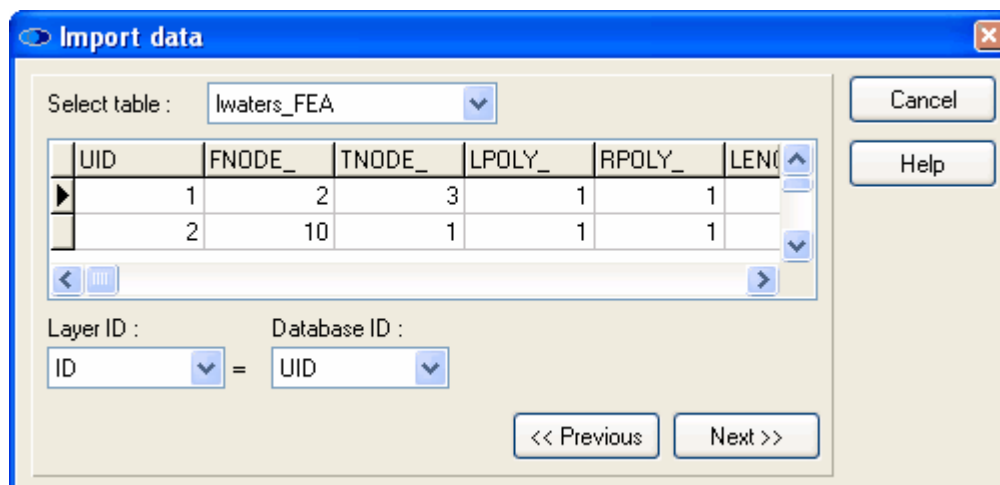 Import data
Select table : lwaters_FEA Cancel
UID FNODE_ TNODE_ LPOLY_ RPOLY_ Help
1 2 3 1 1
2 10 1 1 1
Layer ID : Database ID :
ID = UID
<< Previous Next >>